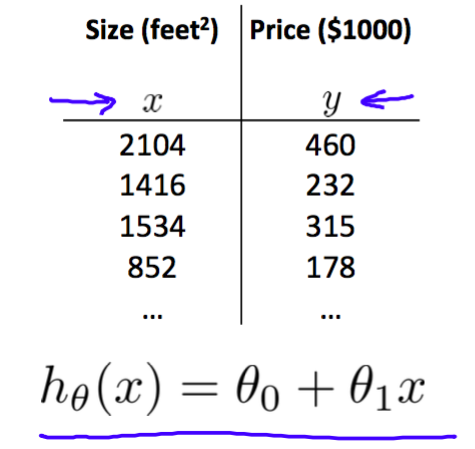 Size (feet²) Price ($1000)
x y
2104 460
1416 232
1534 315
852 178
... ...
hθ(x) = θ₀ + θ₁x